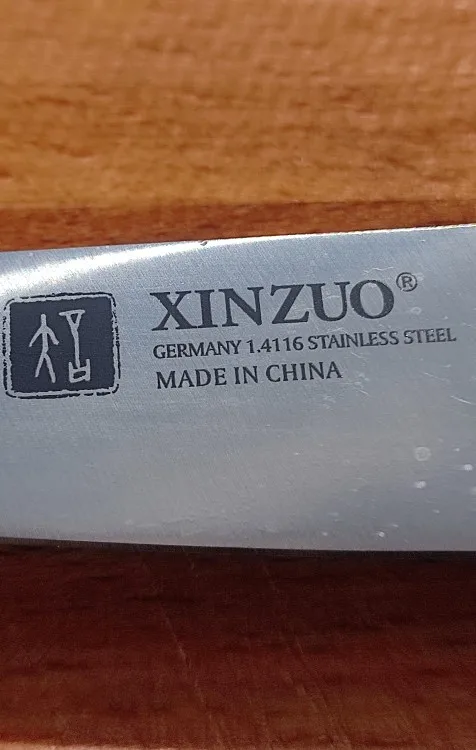 XINZUO®
GERMANY 1.4116 STAINLESS STEEL
MADE IN CHINA